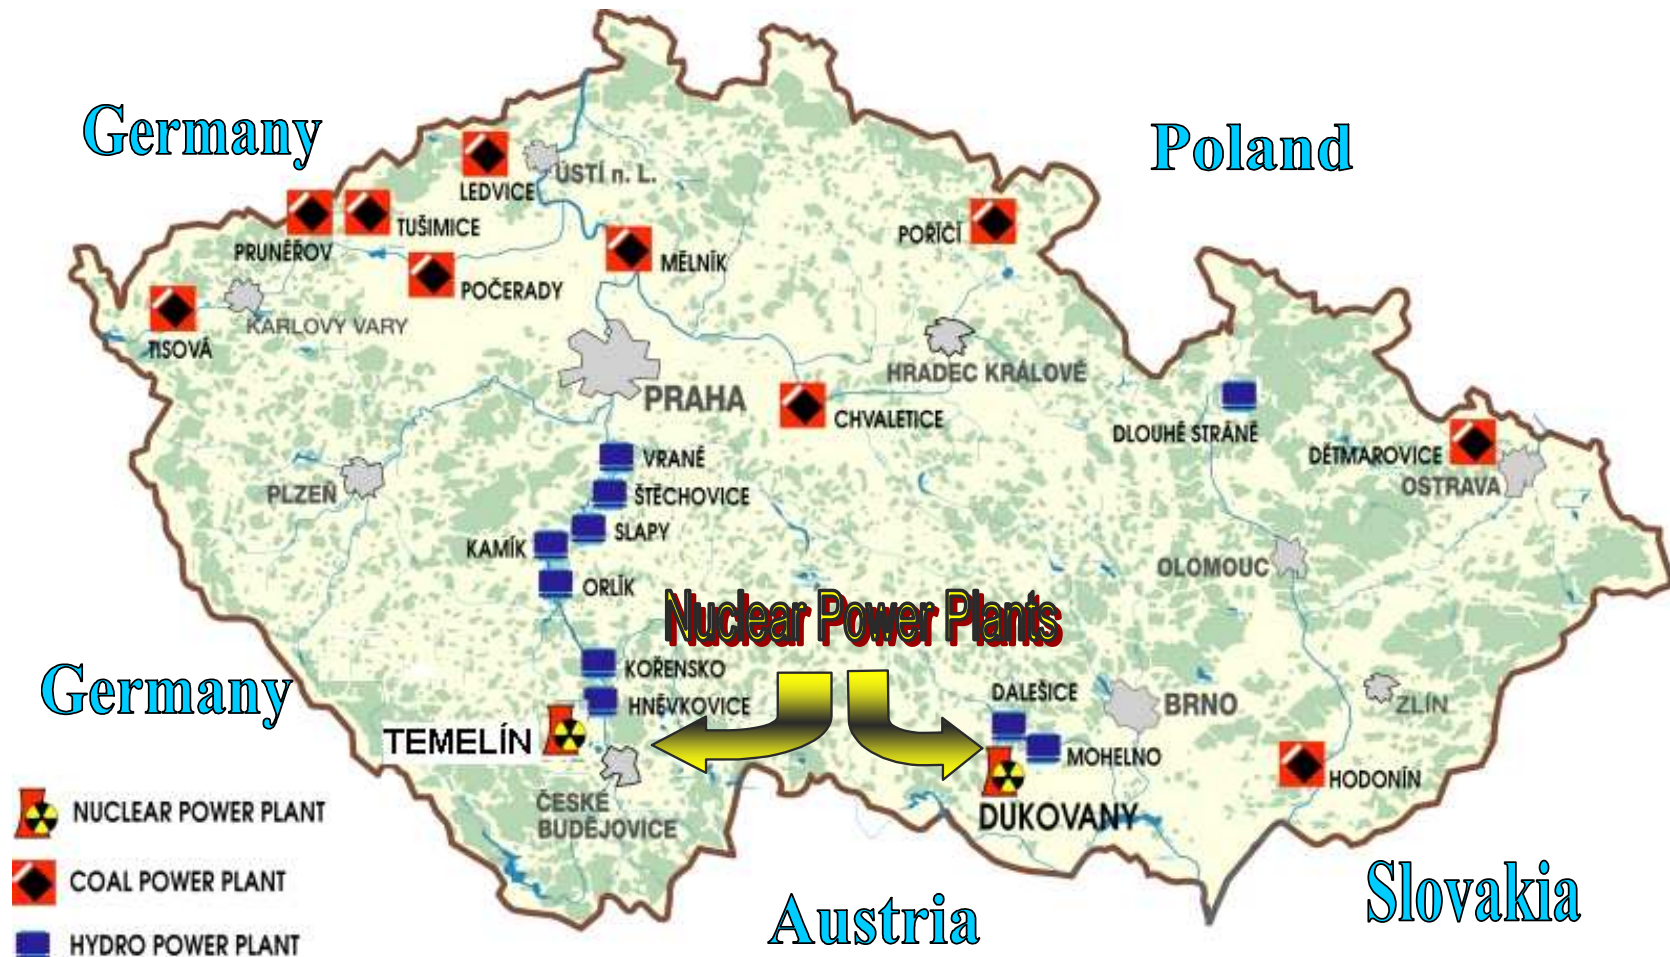 Germany
Poland
LEDVICE
ÚSTÍ n. L.
TUŠIMICE
PRUNÉŘOV
POŘÍČÍ
MĚLNÍK
POČERADY
KARLOVY VARY
TISOVÁ
HRADEC KRÁLOVÉ
PRAHA
CHVALETICE
DLOUHÉ STRÁNĚ
DĚTMAROVICE
OSTRAVA
VRANÉ
PLZEŇ
ŠTĚCHOVICE
SLAPY
KAMÍK
OLOMOUC
ORLÍK
Nuclear Power Plants
KOŘENSKO
Germany
DALEŠICE
HNĚVKOVICE
BRNO
ZLÍN
TEMELÍN
MOHELNO
HODONÍN
ČESKÉ
BUDĚJOVICE
DUKOVANY
NUCLEAR POWER PLANT
COAL POWER PLANT
Slovakia
Austria
HYDRO POWER PLANT